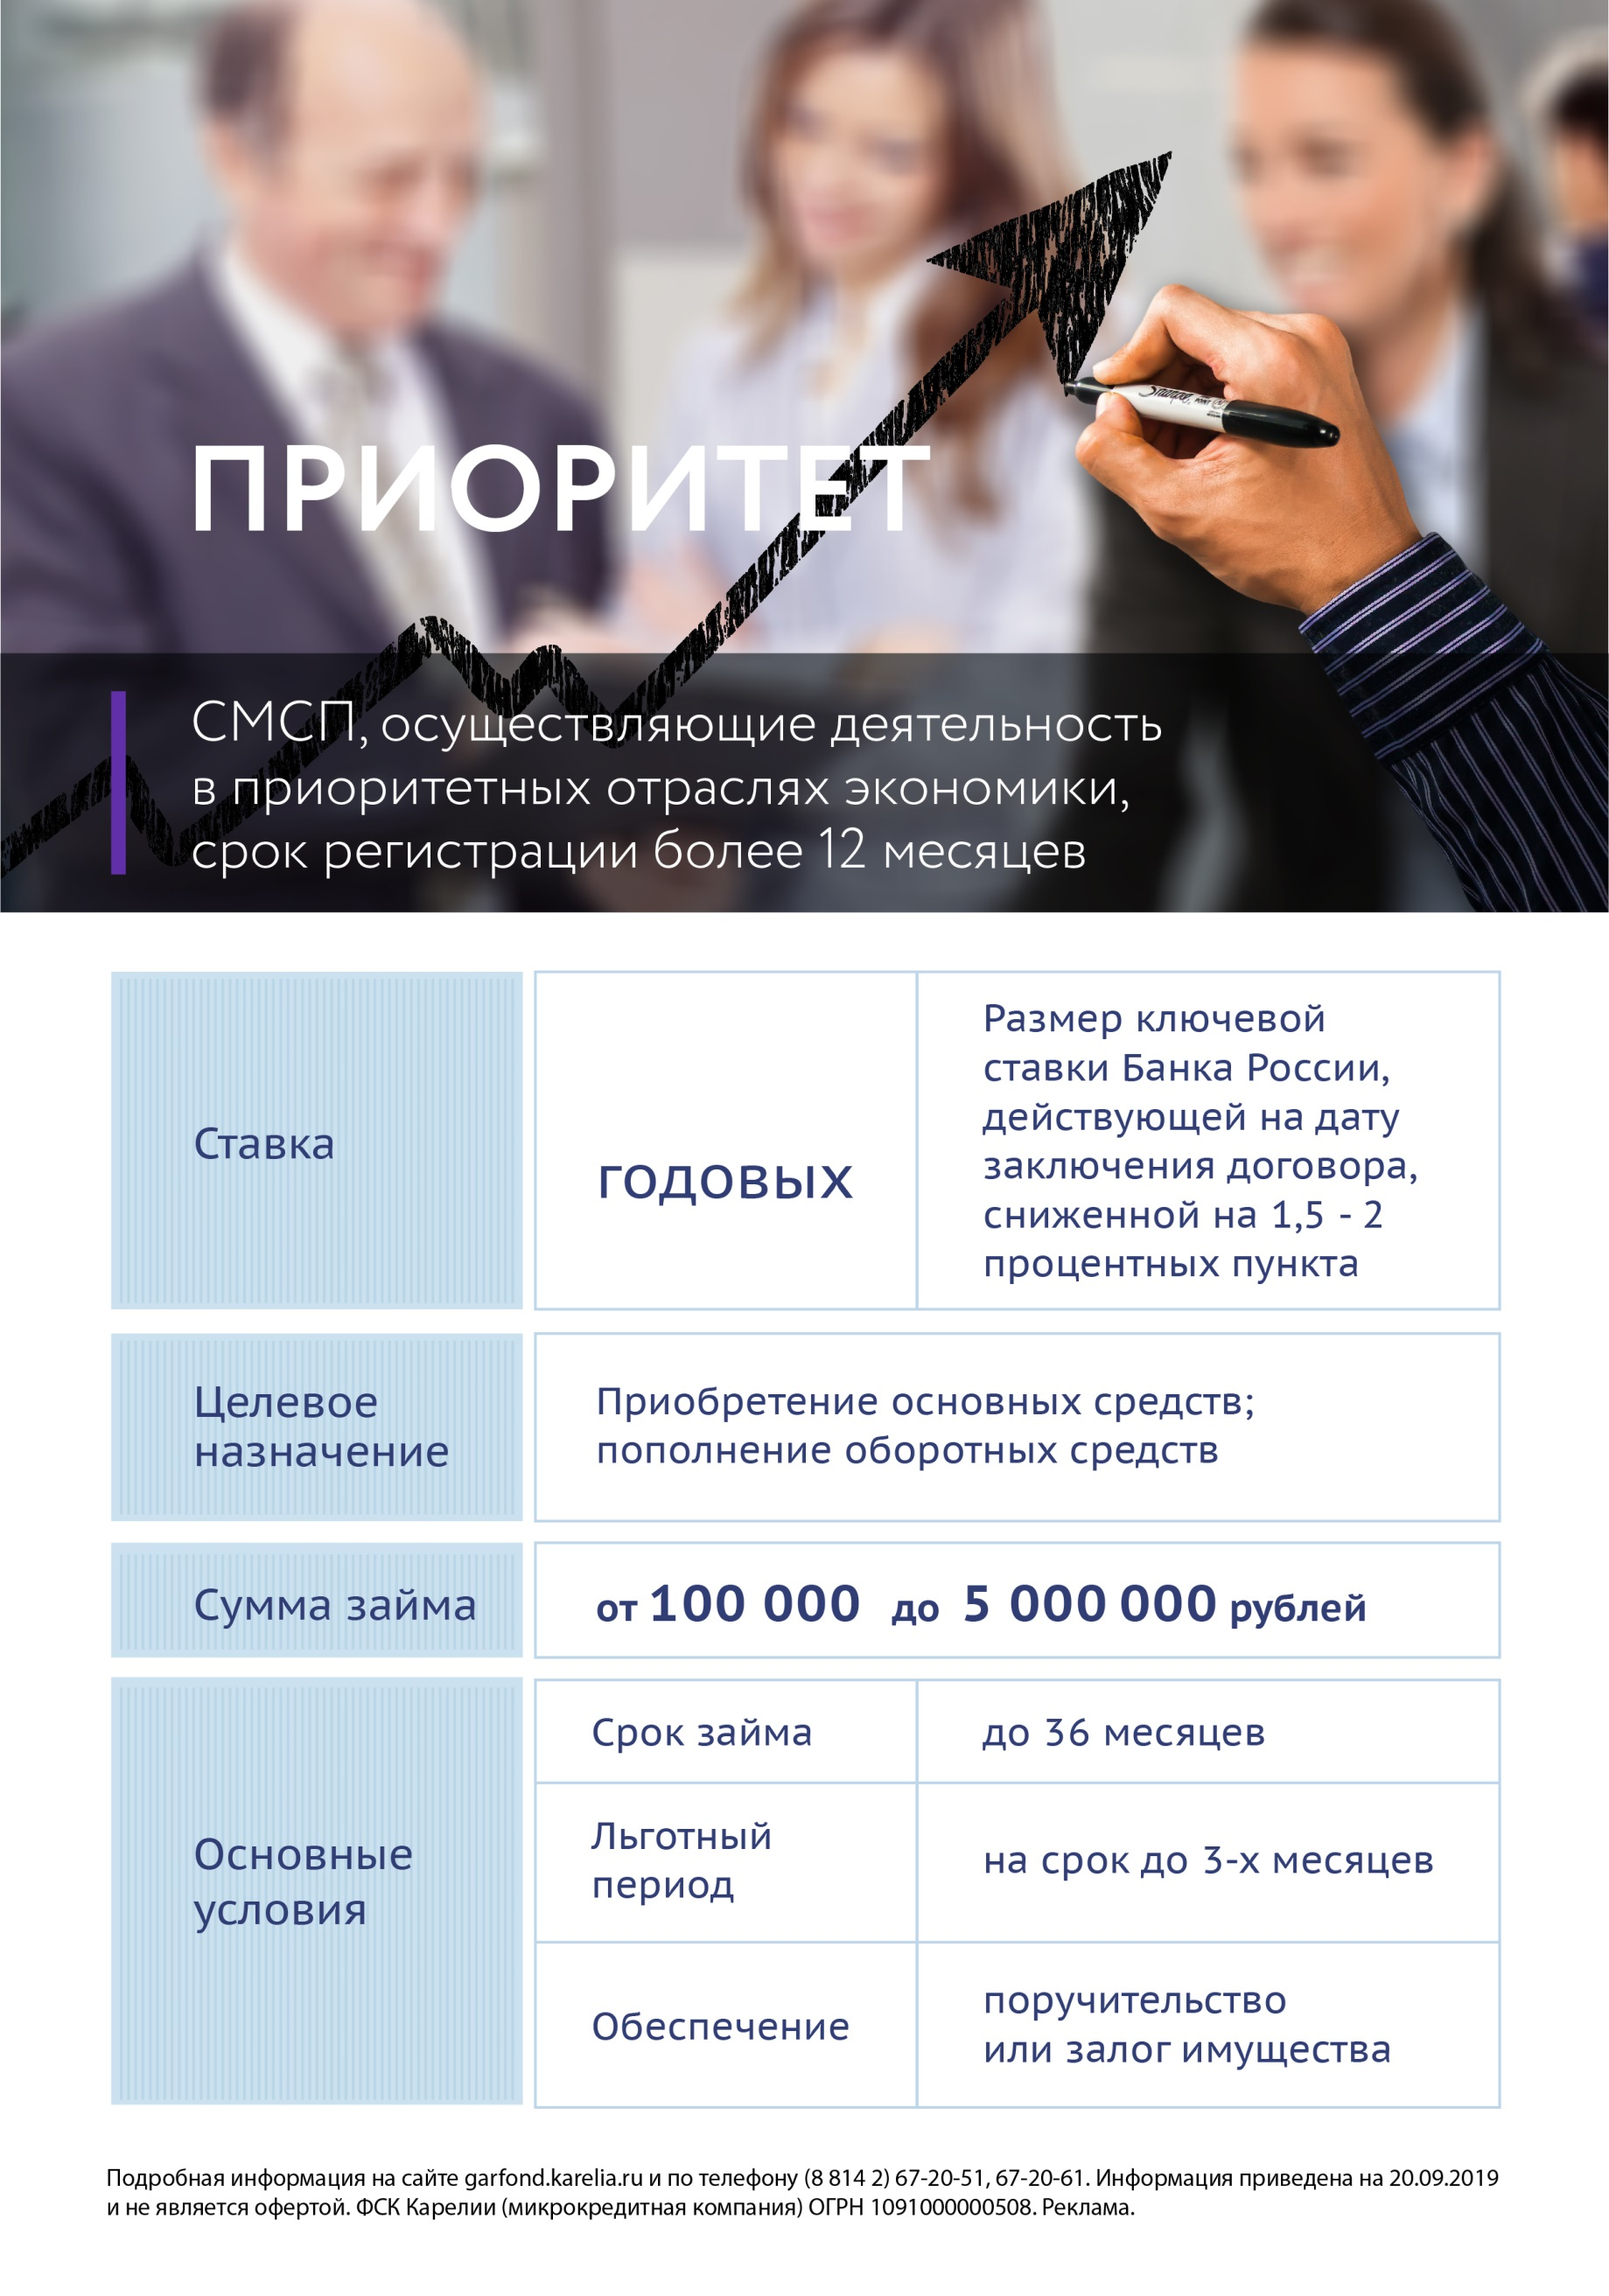 ПРИОРИТЕТ
СМСП, осуществляющие деятельность
в приоритетных отраслях экономики,
срок регистрации более 12 месяцев
Ставка
годовых
Размер ключевой
ставки Банка России,
действующей на дату
заключения договора,
сниженной на 1,5 - 2
процентных пункта
Целевое
назначение
Приобретение основных средств;
пополнение оборотных средств
Сумма займа
от 100 000 до 5 000 000 рублей
Основные
условия
Срок займа
до 36 месяцев
Льготный
период
на срок до 3-х месяцев
Обеспечение
поручительство
или залог имущества
Подробная информация на сайте garfond.karelia.ru и по телефону (8 814 2) 67-20-51, 67-20-61. Информация приведена на 20.09.2019
и не является офертой. ФСК Карелии (микрокредитная компания) ОГРН 1091000000508. Реклама.